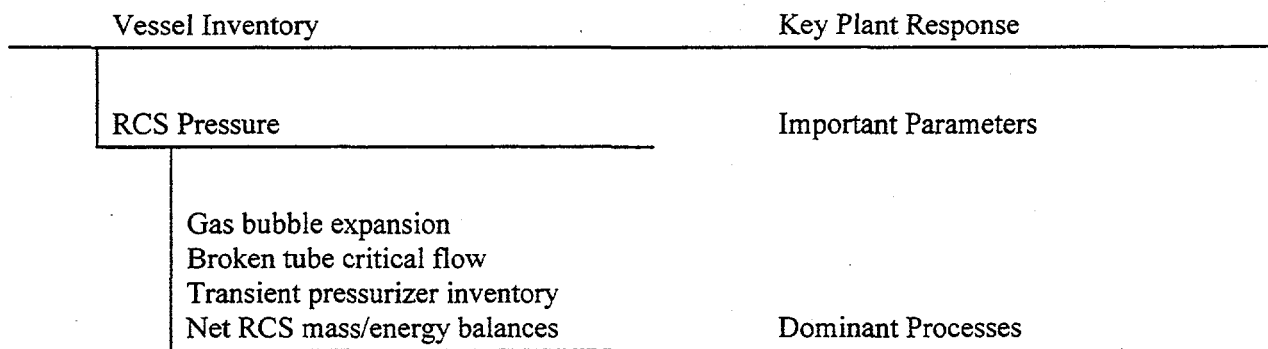 Vessel Inventory Key Plant Response
RCS Pressure Important Parameters
Gas bubble expansion
Broken tube critical flow
Transient pressurizer inventory
Net RCS mass/energy balances Dominant Processes